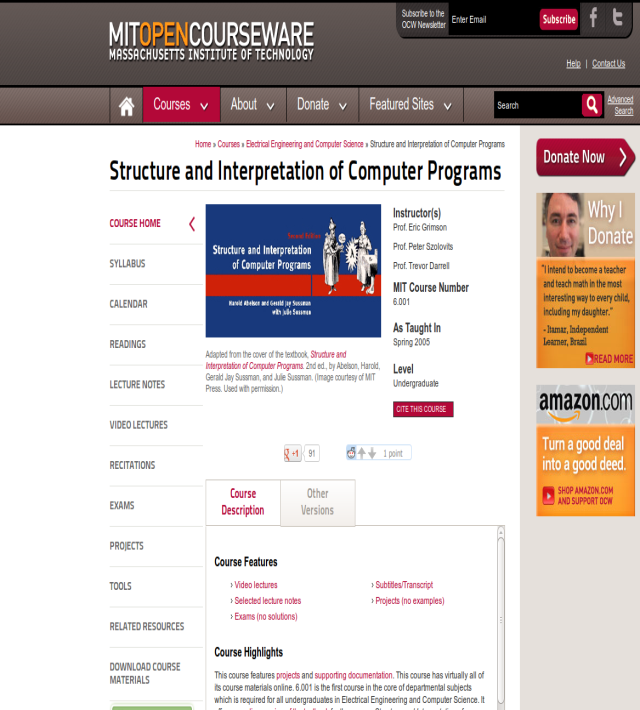 Subscribe to the
OCW Newsletter
Enter Email
Subscribe
MITOPENCOURSEWARE
MASSACHUSETTS INSTITUTE OF TECHNOLOGY
Help | Contact Us
Courses
About
Donate
Featured Sites
Search
Advanced
Search
Home » Courses » Electrical Engineering and Computer Science » Structure and Interpretation of Computer Programs
Structure and Interpretation of Computer Programs
COURSE HOME
SYLLABUS
CALENDAR
READINGS
LECTURE NOTES
VIDEO LECTURES
RECITATIONS
EXAMS
PROJECTS
TOOLS
RELATED RESOURCES
DOWNLOAD COURSE
MATERIALS
Second Edition
Structure and Interpretation
of Computer Programs
Harold Abelson and Gerald Jay Sussman
with Julie Sussman
Adapted from the cover of the textbook, Structure and
Interpretation of Computer Programs. 2nd ed., by Abelson, Harold,
Gerald Jay Sussman, and Julie Sussman. (Image courtesy of MIT
Press. Used with permission.)
Instructor(s)
Prof. Eric Grimson
Prof. Peter Szolovits
Prof. Trevor Darrell
MIT Course Number
6.001
As Taught In
Spring 2005
Level
Undergraduate
CITE THIS COURSE
+1
91
1 point
Course
Description
Other
Versions
Course Features
› Video lectures
› Subtitles/Transcript
› Selected lecture notes
› Projects (no examples)
› Exams (no solutions)
Course Highlights
This course features projects and supporting documentation. This course has virtually all of
its course materials online. 6.001 is the first course in the core of departmental subjects
which is required for all undergraduates in Electrical Engineering and Computer Science. It
Donate Now
Why I
Donate
"I intend to become a teacher
and teach math in the most
interesting way to every child,
including my daughter."
- Itamar, Independent
Learner, Brazil
READ MORE
amazon.com
Turn a good deal
into a good deed.
SHOP AMAZON.COM
AND SUPPORT OCW